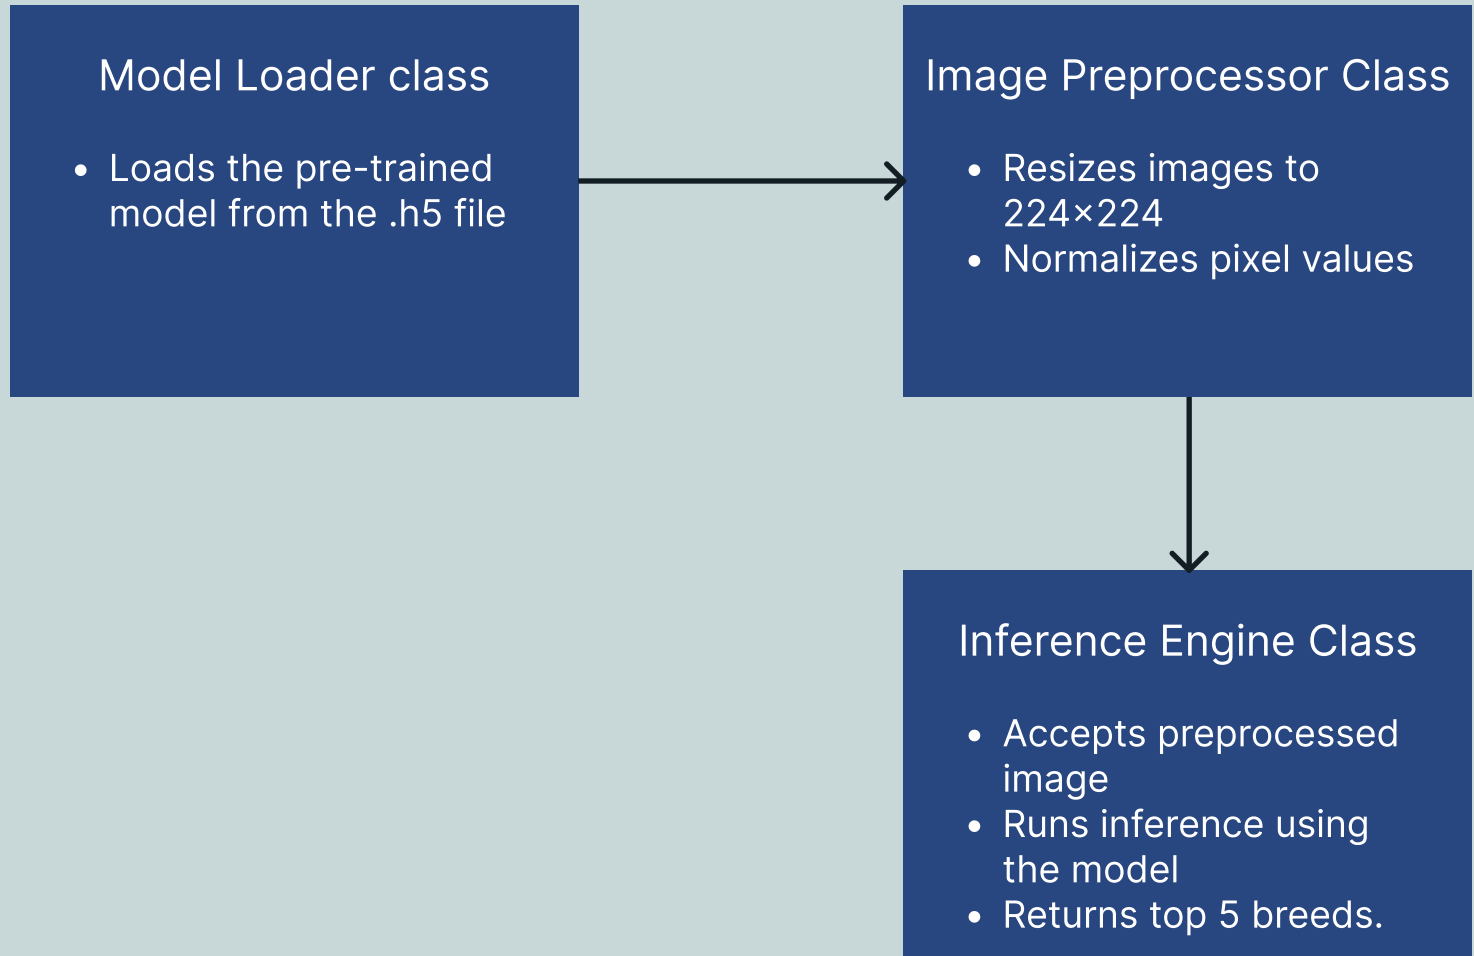 Model Loader class
• Loads the pre-trained
model from the .h5 file
Image Preprocessor Class
• Resizes images to
224×224
• Normalizes pixel values
Inference Engine Class
• Accepts preprocessed
image
• Runs inference using
the model
• Returns top 5 breeds.